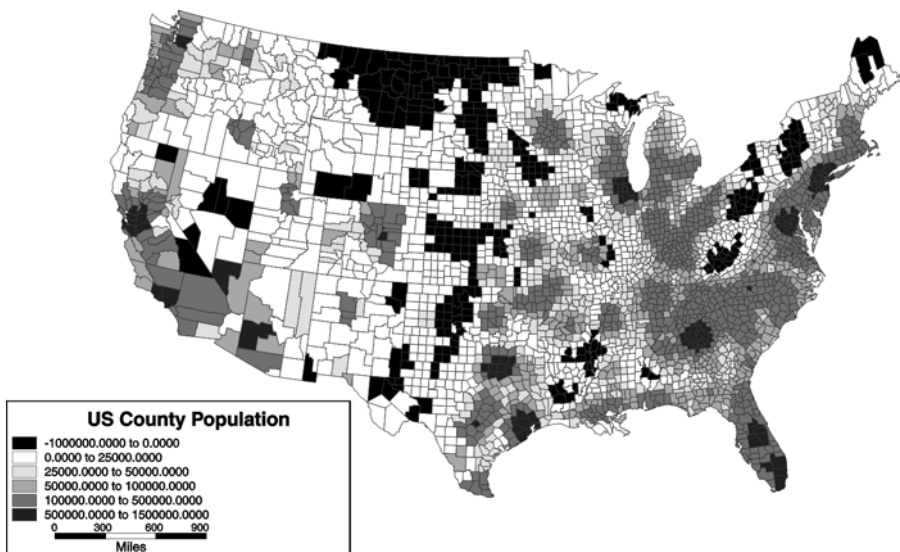 US County Population
-1000000.0000 to 0.0000
0.0000 to 25000.0000
25000.0000 to 50000.0000
50000.0000 to 100000.0000
100000.0000 to 500000.0000
500000.0000 to 1500000.0000
0 300 600 900
Miles